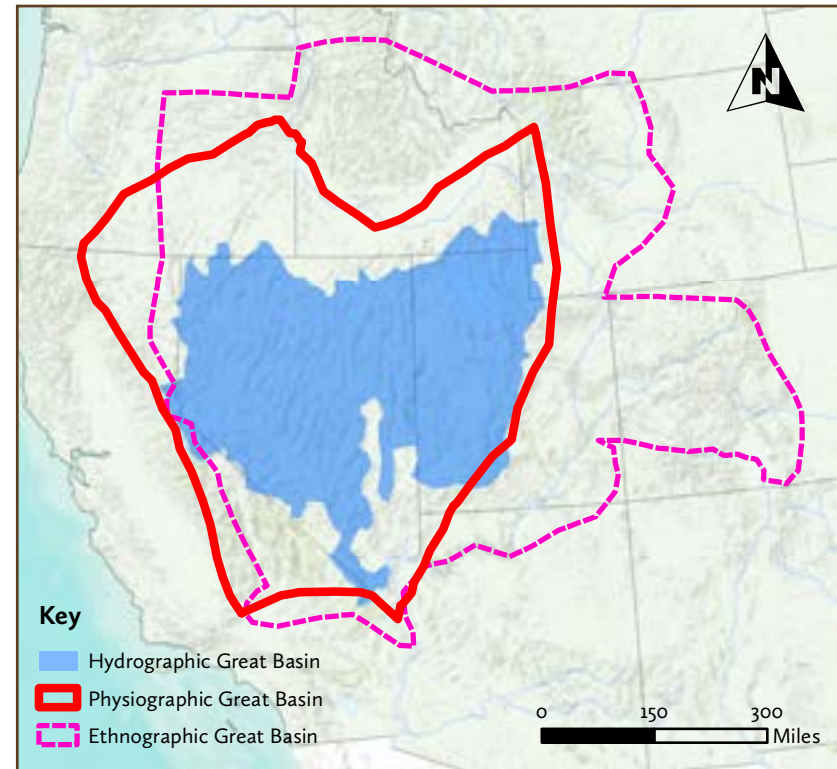 N
Key
Hydrographic Great Basin
Physiographic Great Basin
Ethnographic Great Basin
0 150 300
Miles